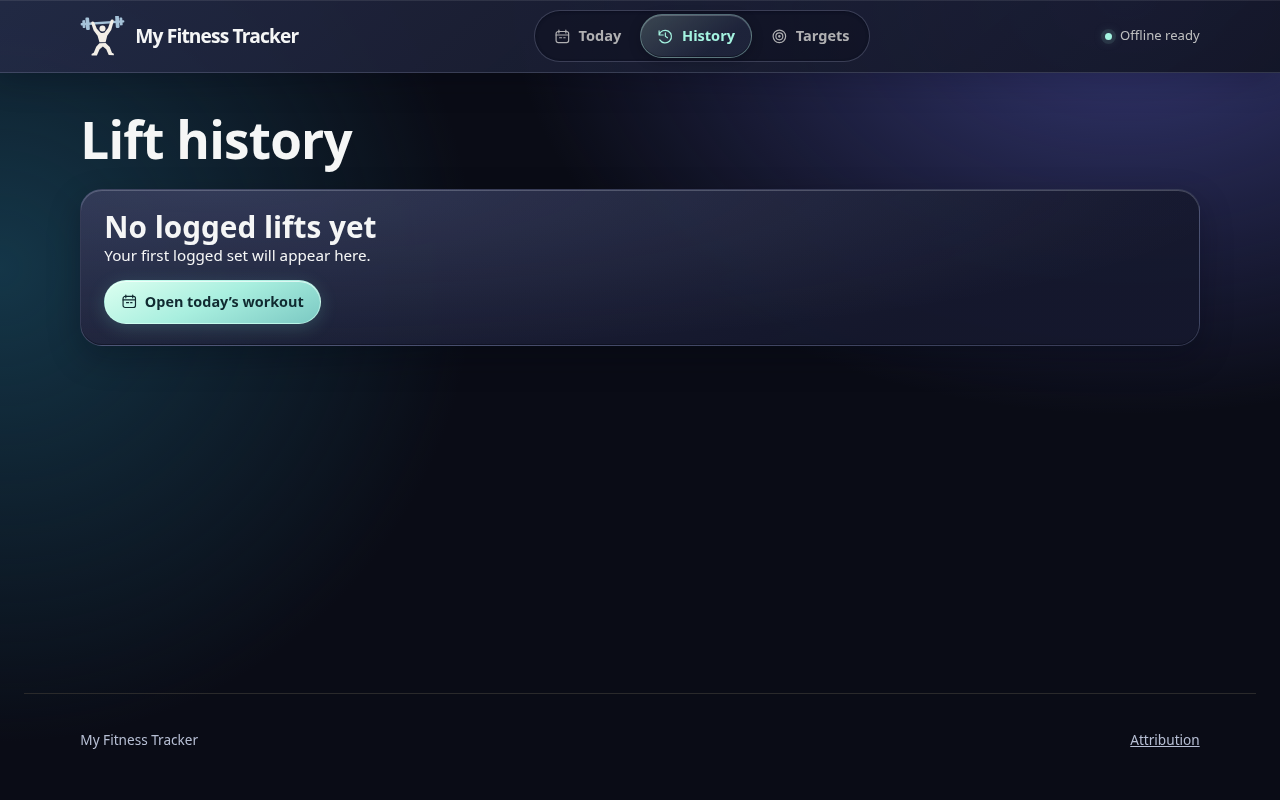 My Fitness Tracker
Today
History
Targets
Offline ready
Lift history
No logged lifts yet
Your first logged set will appear here.
Open today’s workout
My Fitness Tracker
Attribution